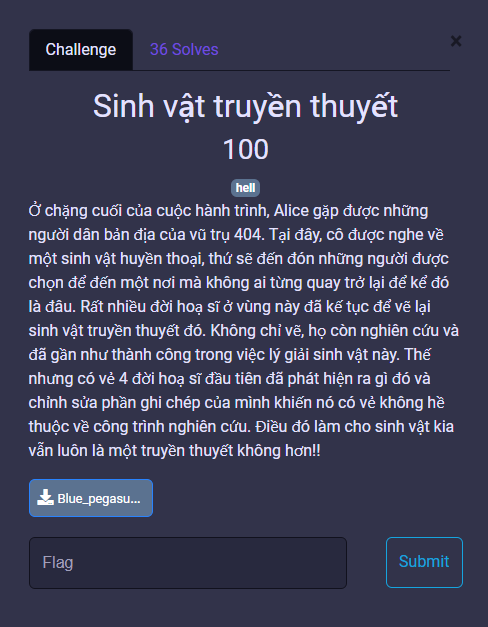 Challenge
36 Solves
×
Sinh vật truyền thuyết
100
hell
Ở chặng cuối của cuộc hành trình, Alice gặp được những
người dân bản địa của vũ trụ 404. Tại đây, cô được nghe về
một sinh vật huyền thoại, thứ sẽ đến đón những người được
chọn để đến một nơi mà không ai từng quay trở lại để kể đó
là đâu. Rất nhiều đời hoạ sĩ ở vùng này đã kế tục để vẽ lại
sinh vật truyền thuyết đó. Không chỉ vẽ, họ còn nghiên cứu và
đã gần như thành công trong việc lý giải sinh vật này. Thế
nhưng có vẻ 4 đời hoạ sĩ đầu tiên đã phát hiện ra gì đó và
chỉnh sửa phần ghi chép của mình khiến nó có vẻ không hề
thuộc về công trình nghiên cứu. Điều đó làm cho sinh vật kia
vẫn luôn là một truyền thuyết không hơn!!
Blue_pegasu...
Flag
Submit